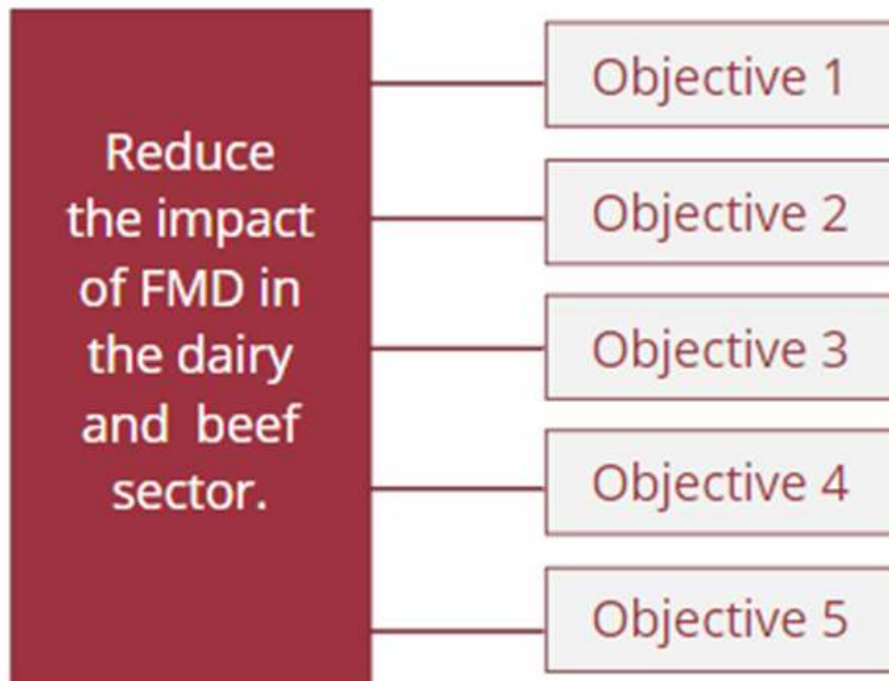 Reduce
the impact
of FMD in
the dairy
and beef
sector.
Objective 1
Objective 2
Objective 3
Objective 4
Objective 5